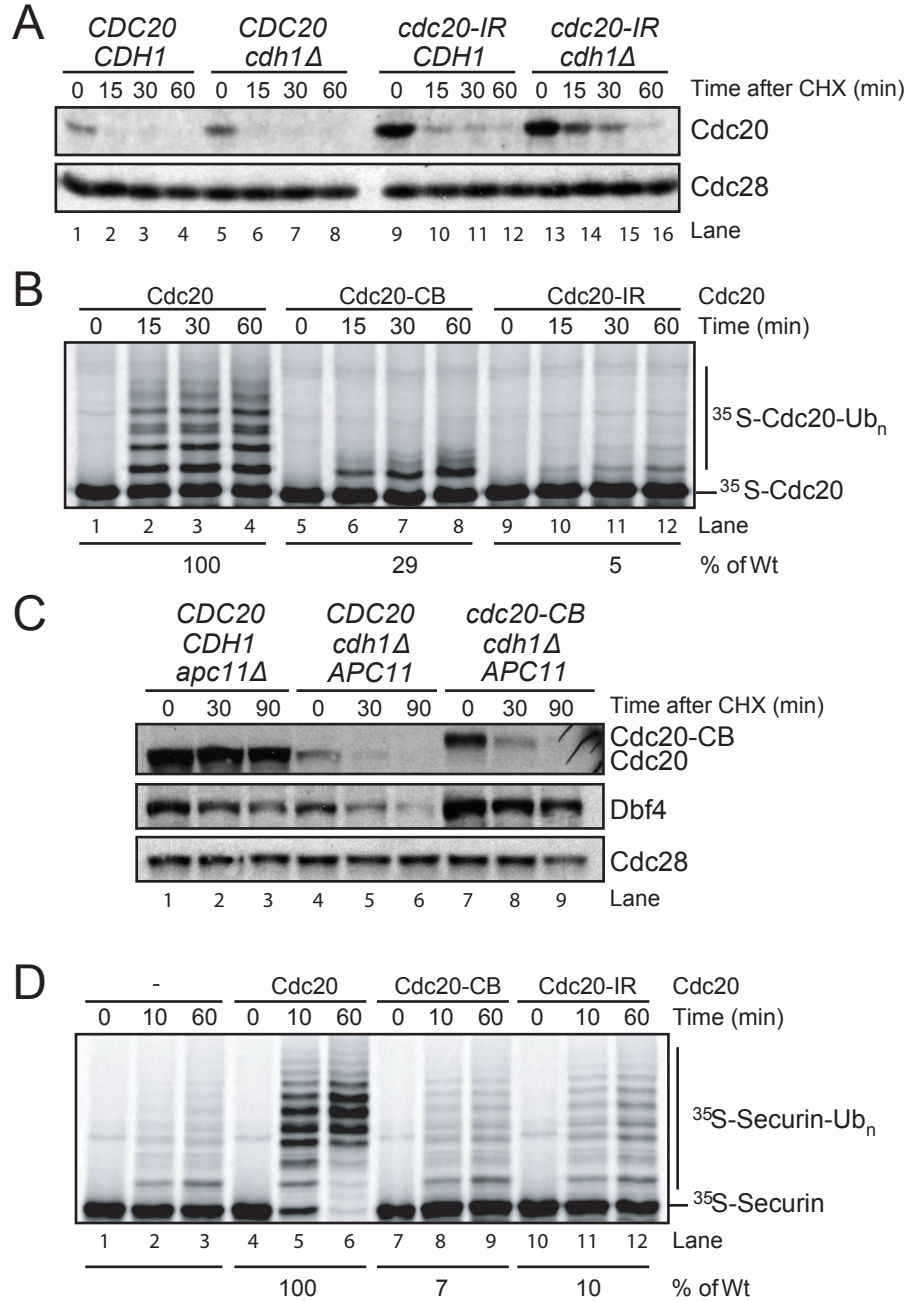 A
CDC20 CDC20 cdc20-IR cdc20-IR
CDH1 cdh1Δ CDH1 cdh1Δ
0 15 30 60 0 15 30 60 0 15 30 60 0 15 30 60 Time after CHX (min)
Cdc20
Cdc28
1 2 3 4 5 6 7 8 9 10 11 12 13 14 15 16 Lane
B
Cdc20 Cdc20-CB Cdc20-IR Cdc20
0 15 30 60 0 15 30 60 0 15 30 60 Time (min)
35S-Cdc20-Ubn
35S-Cdc20
1 2 3 4 5 6 7 8 9 10 11 12 Lane
100 29 5 % of Wt
C
CDC20 CDC20 cdc20-CB
CDH1 cdh1Δ cdh1Δ
apc11Δ APC11 APC11
0 30 90 0 30 90 0 30 90 Time after CHX (min)
Cdc20-CB
Cdc20
Dbf4
Cdc28
1 2 3 4 5 6 7 8 9 Lane
D
- Cdc20 Cdc20-CB Cdc20-IR Cdc20
0 10 60 0 10 60 0 10 60 0 10 60 Time (min)
35S-Securin-Ubn
35S-Securin
1 2 3 4 5 6 7 8 9 10 11 12 Lane
100 7 10 % of Wt